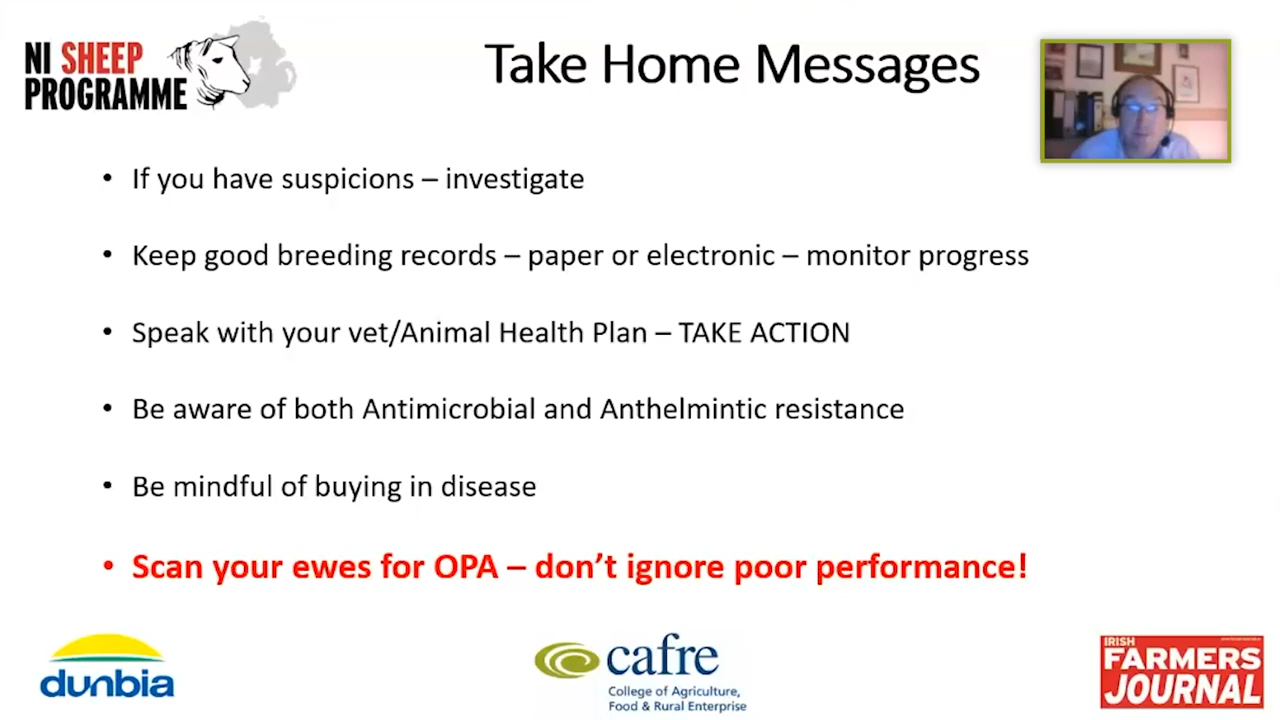 NI SHEEP
PROGRAMME
Take Home Messages
• If you have suspicions – investigate
• Keep good breeding records – paper or electronic – monitor progress
• Speak with your vet/Animal Health Plan – TAKE ACTION
• Be aware of both Antimicrobial and Anthelmintic resistance
• Be mindful of buying in disease
• Scan your ewes for OPA – don’t ignore poor performance!
dunbia
cafre
College of Agriculture,
Food & Rural Enterprise
IRISH
FARMERS
JOURNAL